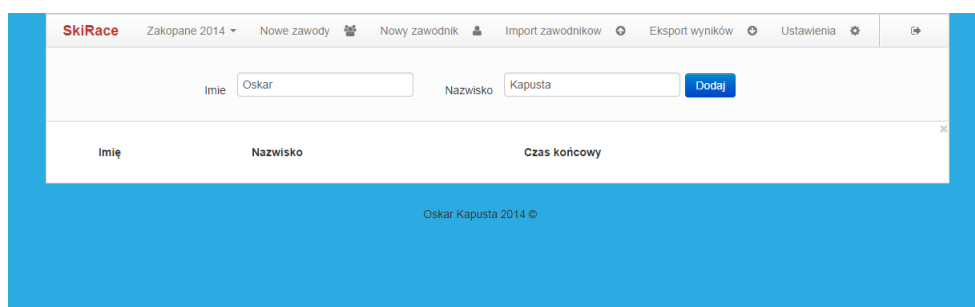 SkiRace Zakopane 2014 Nowe zawody Nowy zawodnik Import zawodnikow Eksport wyników Ustawienia
Imie Oskar Nazwisko Kapusta Dodaj
Imię Nazwisko Czas końcowy
Oskar Kapusta 2014 ©